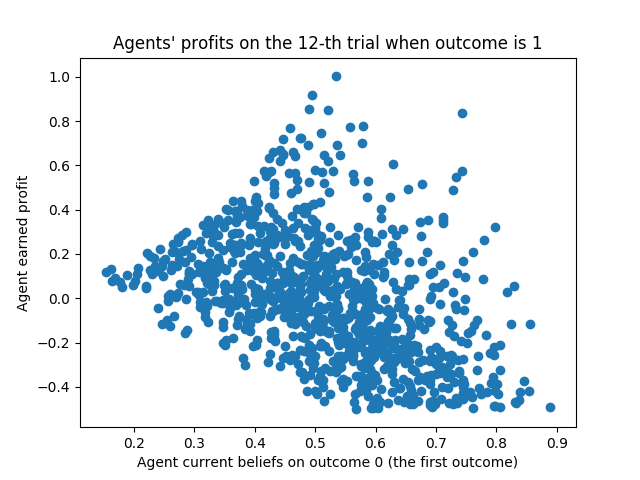 Agents' profits on the 12-th trial when outcome is 1
1.0
0.8
0.6
0.4
0.2
0.0
−0.2
−0.4
Agent earned profit
0.2 0.3 0.4 0.5 0.6 0.7 0.8 0.9
Agent current beliefs on outcome 0 (the first outcome)